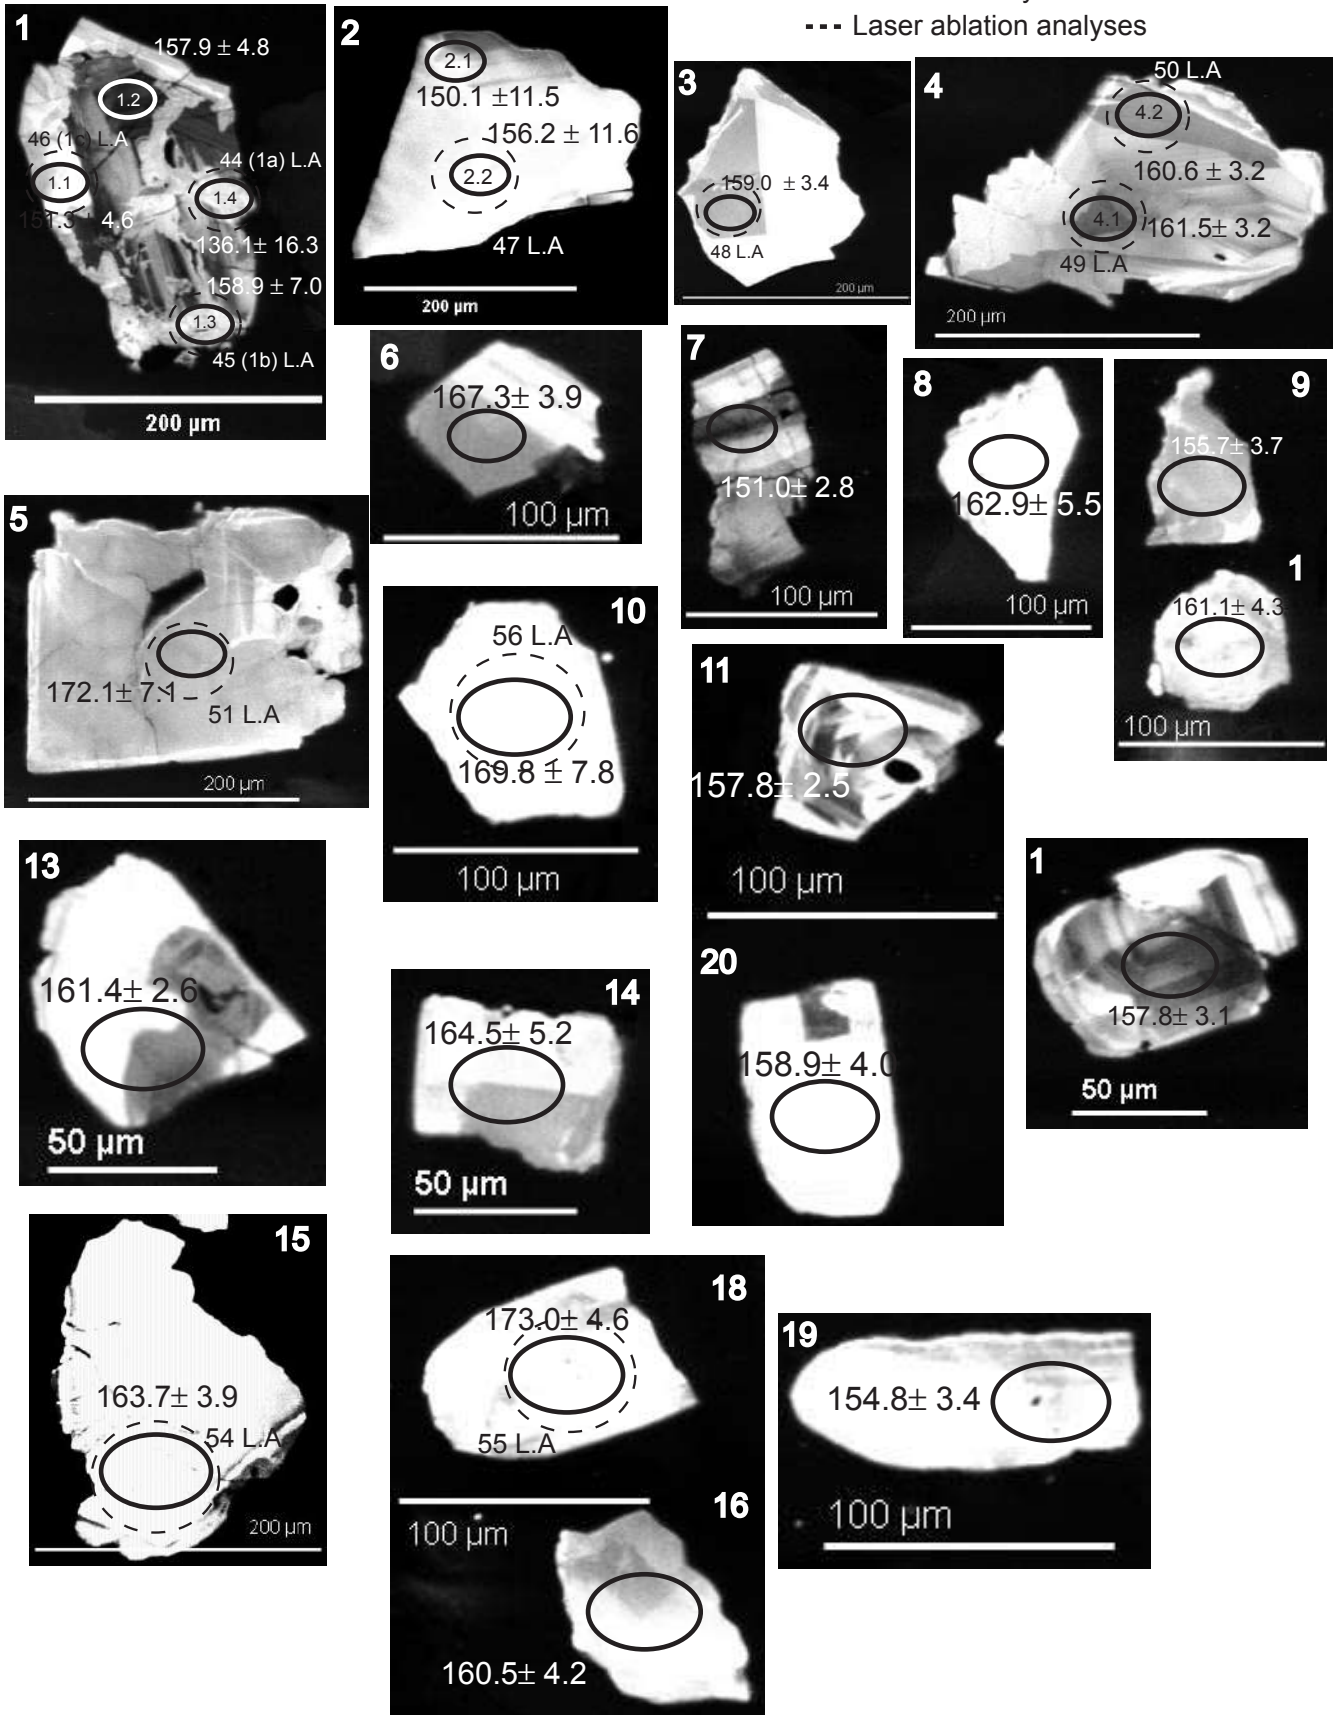 --- Laser ablation analyses
1
157.9 ± 4.8
1.2
46 (1c) L.A
44 (1a) L.A
1.1
1.4
151.3 ± 4.6
136.1± 16.3
158.9 ± 7.0
1.3
45 (1b) L.A
200 µm
2
2.1
150.1 ±11.5
156.2 ± 11.6
2.2
47 L.A
200 µm
3
159.0 ± 3.4
48 L.A
200 µm
4
50 L.A
4.2
160.6 ± 3.2
4.1
161.5± 3.2
49 L.A
200 µm
6
167.3± 3.9
100 µm
7
151.0± 2.8
100 µm
8
162.9± 5.5
100 µm
9
155.7± 3.7
1
161.1± 4.3
100 µm
5
172.1± 7.1
51 L.A
200 µm
10
56 L.A
169.8 ± 7.8
100 µm
11
157.8± 2.5
100 µm
13
161.4± 2.6
50 µm
14
164.5± 5.2
50 µm
20
158.9± 4.0
1
157.8± 3.1
50 µm
15
163.7± 3.9
54 L.A
200 µm
18
173.0± 4.6
55 L.A
100 µm
16
160.5± 4.2
19
154.8± 3.4
100 µm